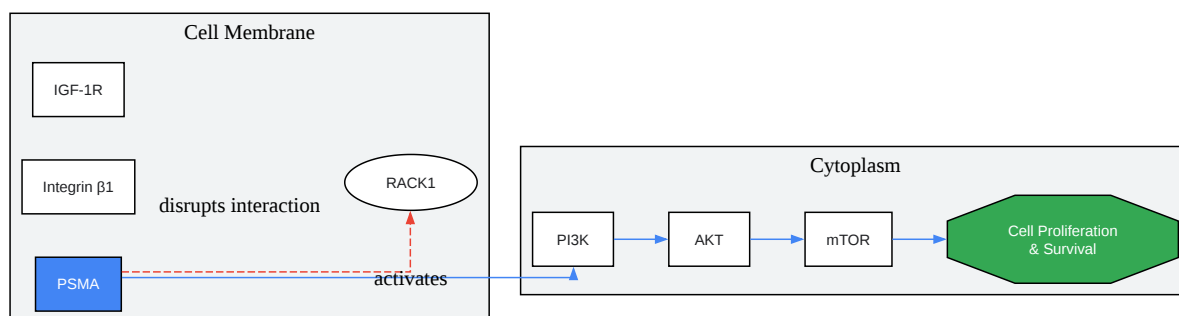 Cell Membrane
IGF-1R
Integrin β1
RACK1
disrupts interaction
PSMA
activates
Cytoplasm
PI3K
AKT
mTOR
Cell Proliferation
& Survival